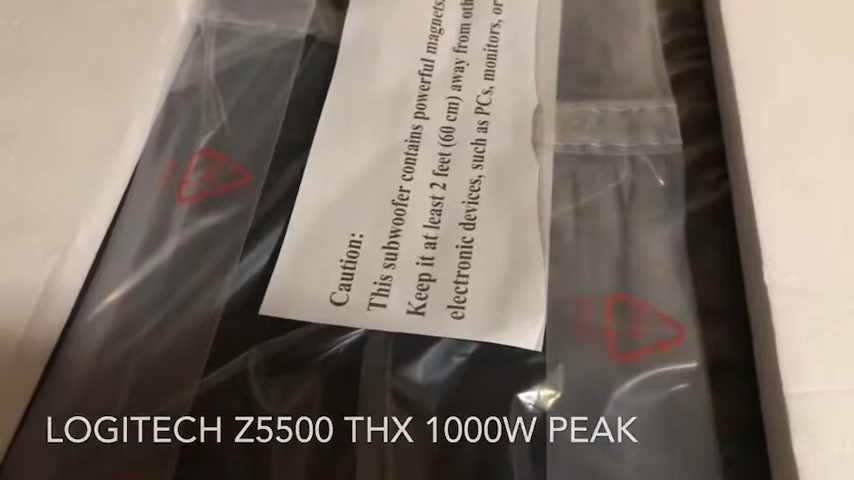 Caution:
This subwoofer contains powerful magnets.
Keep it at least 2 feet (60 cm) away from
electronic devices, such as PCs, monitors, or
LOGITECH Z5500 THX 1000W PEAK